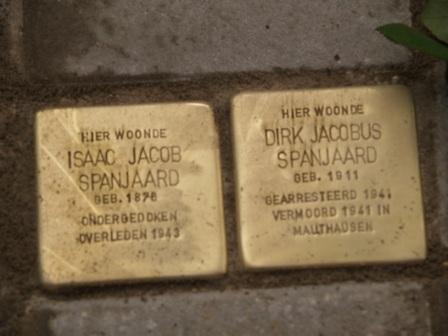 HIER WOONDE
ISAAC JACOB
SPANJAARD
GEB. 1878
ONDERGEDOKEN
OVERLEDEN 1943
HIER WOONDE
DIRK JACOBUS
SPANJAARD
GEB. 1911
GEARRESTEERD 1941
VERMOORD 1941 IN
MAUTHAUSEN